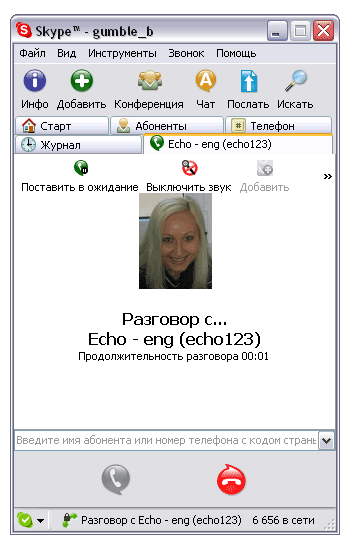 Skype™ - gumble_b
Файл Вид Инструменты Звонок Помощь
Инфо Добавить Конференция Чат Послать Искать
Старт Абоненты Телефон
Журнал Echo - eng (echo123)
Поставить в ожидание Выключить звук Добавить »
Разговор с...
Echo - eng (echo123)
Продолжительность разговора 00:01
Введите имя абонента или номер телефона с кодом страны
Разговор с Echo - eng (echo123) 6 656 в сети